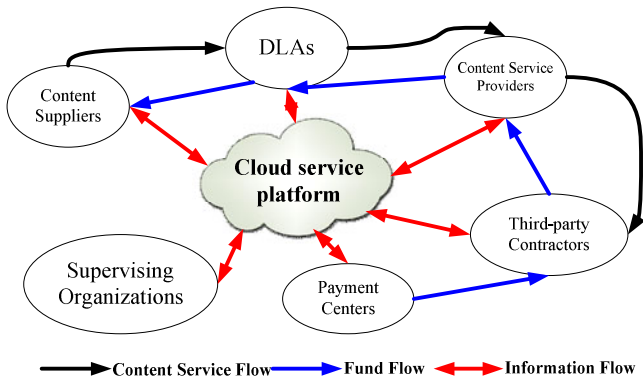 DLAs
Content Service
Providers
Content
Suppliers
Cloud service
platform
Third-party
Contractors
Supervising
Organizations
Payment
Centers
Content Service Flow
Fund Flow
Information Flow